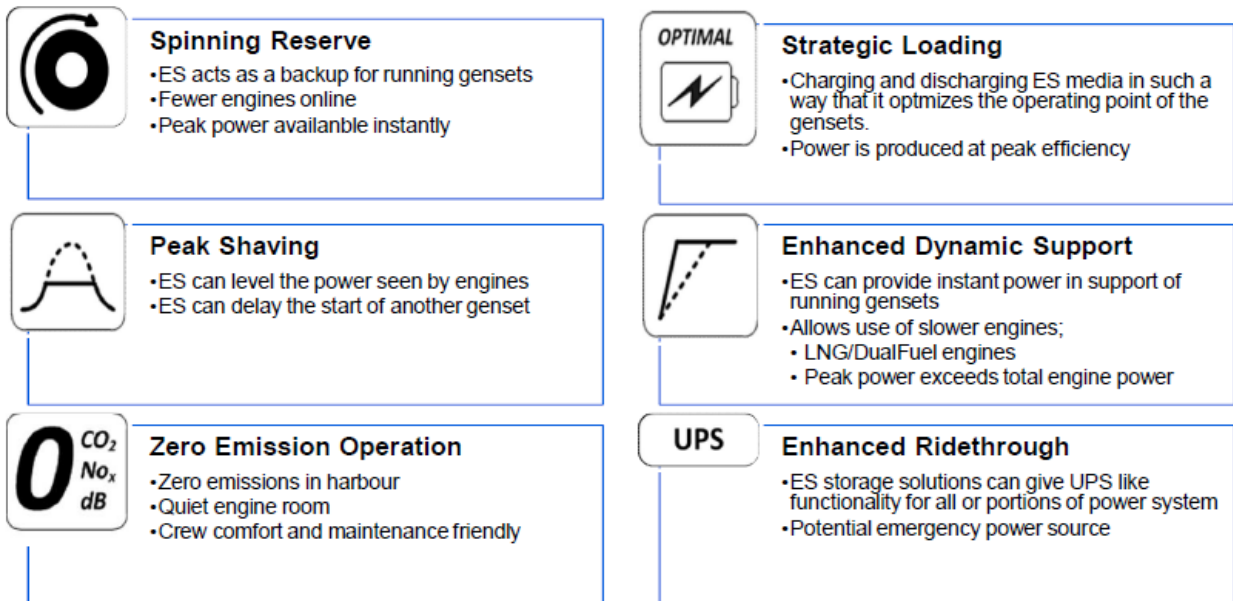 Spinning Reserve
•ES acts as a backup for running gensets
•Fewer engines online
•Peak power availanble instantly
OPTIMAL
Strategic Loading
•Charging and discharging ES media in such a
way that it optmizes the operating point of the
gensets.
•Power is produced at peak efficiency
Peak Shaving
•ES can level the power seen by engines
•ES can delay the start of another genset
Enhanced Dynamic Support
•ES can provide instant power in support of
running gensets
•Allows use of slower engines;
• LNG/DualFuel engines
• Peak power exceeds total engine power
0 CO₂
Noₓ
dB
Zero Emission Operation
•Zero emissions in harbour
•Quiet engine room
•Crew comfort and maintenance friendly
UPS
Enhanced Ridethrough
•ES storage solutions can give UPS like
functionality for all or portions of power system
•Potential emergency power source